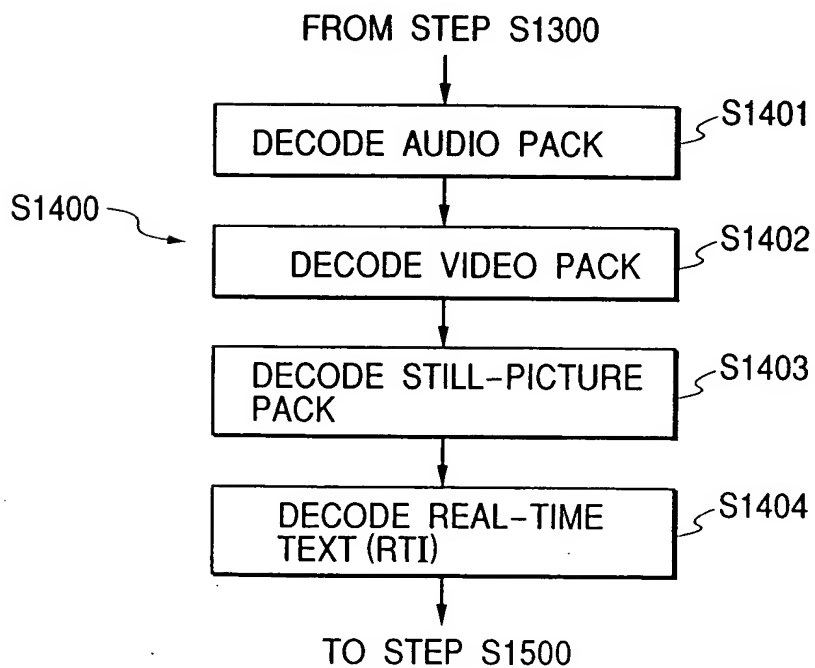 FROM STEP S1300
DECODE AUDIO PACK
S1401
S1400
DECODE VIDEO PACK
S1402
DECODE STILL-PICTURE
PACK
S1403
DECODE REAL-TIME
TEXT (RTI)
S1404
TO STEP S1500